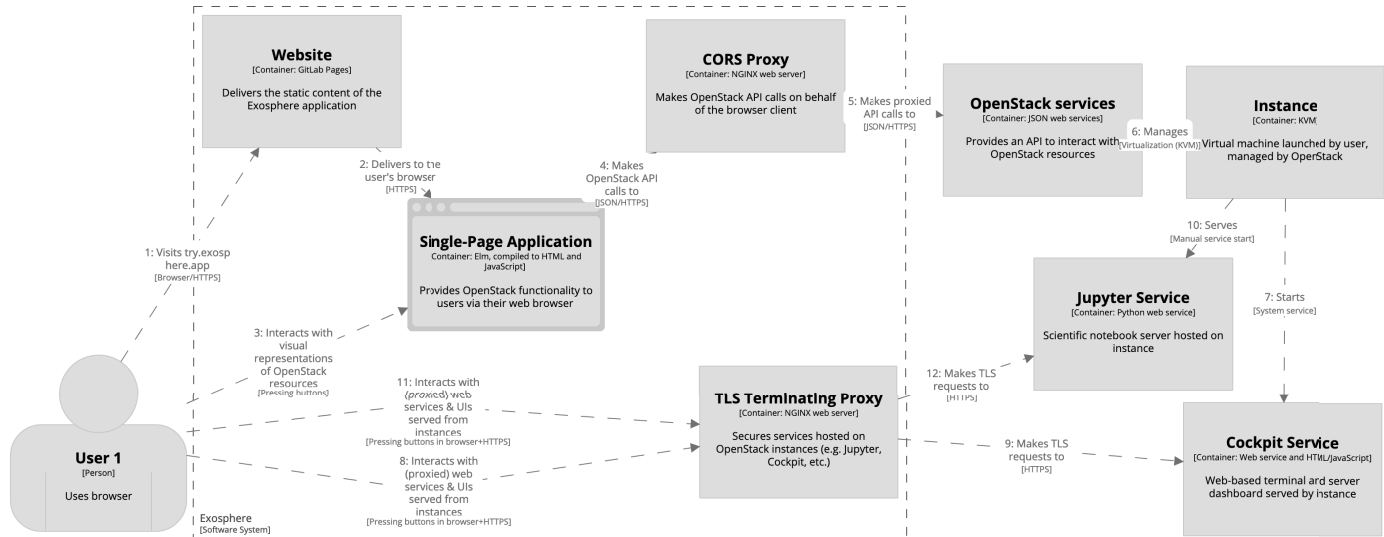 Website
[Container: GitLab Pages]
Delivers the static content of the
Exosphere application
CORS Proxy
[Container: NGINX web server]
Makes OpenStack API calls on behalf
of the browser client
5: Makes proxied
API calls to
[JSON/HTTPS]
OpenStack services
[Container: JSON web services]
Provides an API to interact with
OpenStack resources
6: Manages
[Virtualization (KVM)]
Instance
[Container: KVM]
Virtual machine launched by user,
managed by OpenStack
2: Delivers to the
user's browser
[HTTPS]
4: Makes
OpenStack API
calls to
[JSON/HTTPS]
1: Visits try.exosp
here.app
[Browser/HTTPS]
Single-Page Application
Container: Elm, compiled to HTML and
JavaScript]
Provides OpenStack functionality to
users via their web browser
10: Serves
[Manual service start]
7: Starts
[System service]
Jupyter Service
[Container: Python web service]
Scientific notebook server hosted on
instance
3: Interacts with
visual
representations
of OpenStack
resources
[Pressing buttons]
11: Interacts with
(proxied) web
services & UIs
served from
instances
[Pressing buttons in browser+HTTPS]
8: Interacts with
(proxied) web
services & UIs
served from
instances
[Pressing buttons in browser+HTTPS]
TLS Terminating Proxy
[Container: NGINX web server]
Secures services hosted on
OpenStack instances (e.g. Jupyter,
Cockpit, etc.)
12: Makes TLS
requests to
[HTTPS]
9: Makes TLS
requests to
[HTTPS]
Cockpit Service
[Container: Web service and HTML/JavaScript]
Web-based terminal and server
dashboard served by instance
User 1
[Person]
Uses browser
Exosphere
[Software System]